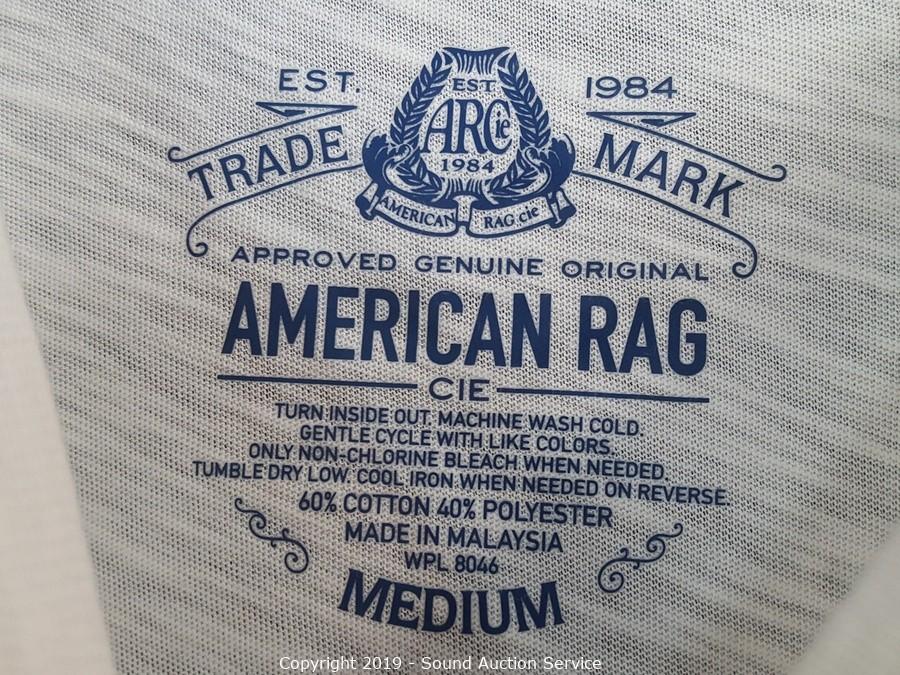 EST. 1984
TRADE MARK
EST
ARCie
1984
AMERICAN RAG.cie
APPROVED GENUINE ORIGINAL
AMERICAN RAG
CIE
TURN INSIDE OUT. MACHINE WASH COLD.
GENTLE CYCLE WITH LIKE COLORS.
ONLY NON-CHLORINE BLEACH WHEN NEEDED.
TUMBLE DRY LOW. COOL IRON WHEN NEEDED ON REVERSE.
60% COTTON 40% POLYESTER
MADE IN MALAYSIA
WPL 8046
MEDIUM
Copyright 2019 - Sound Auction Service